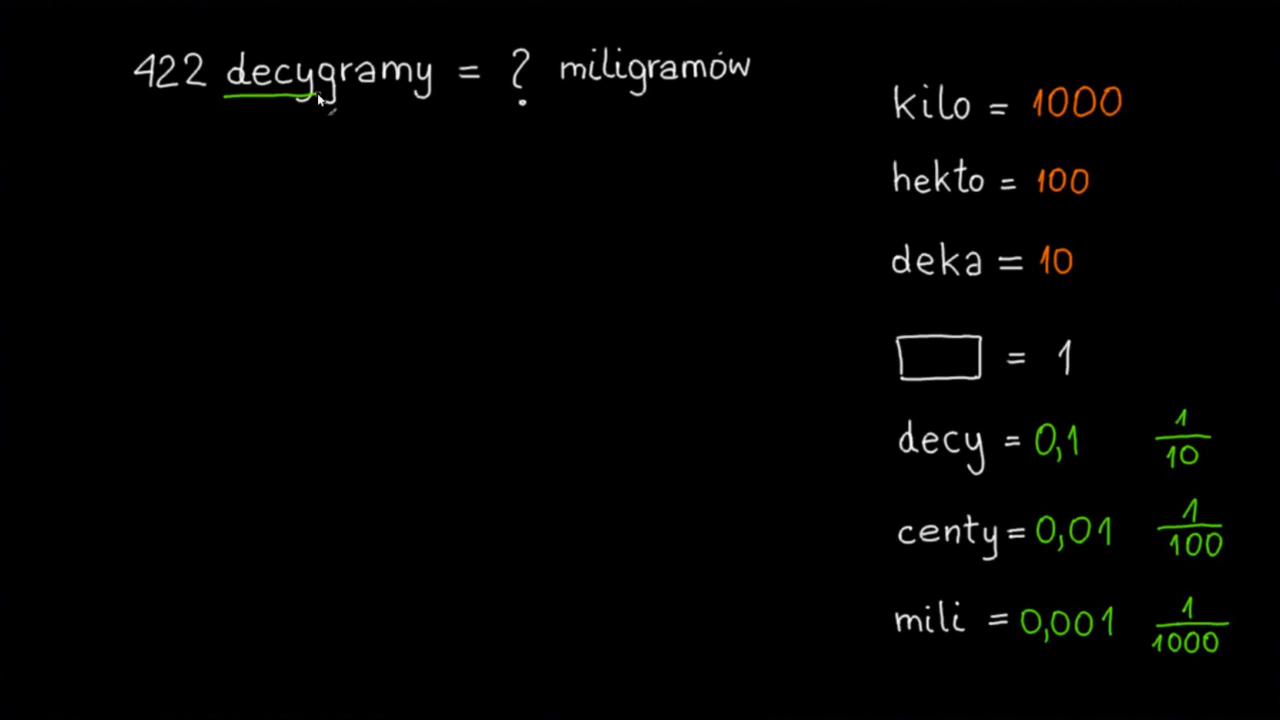 422 decygramy = ? miligramów
kilo = 1000
hekto = 100
deka = 10
= 1
decy = 0,1 1/10
centy = 0,01 1/100
mili = 0,001 1/1000